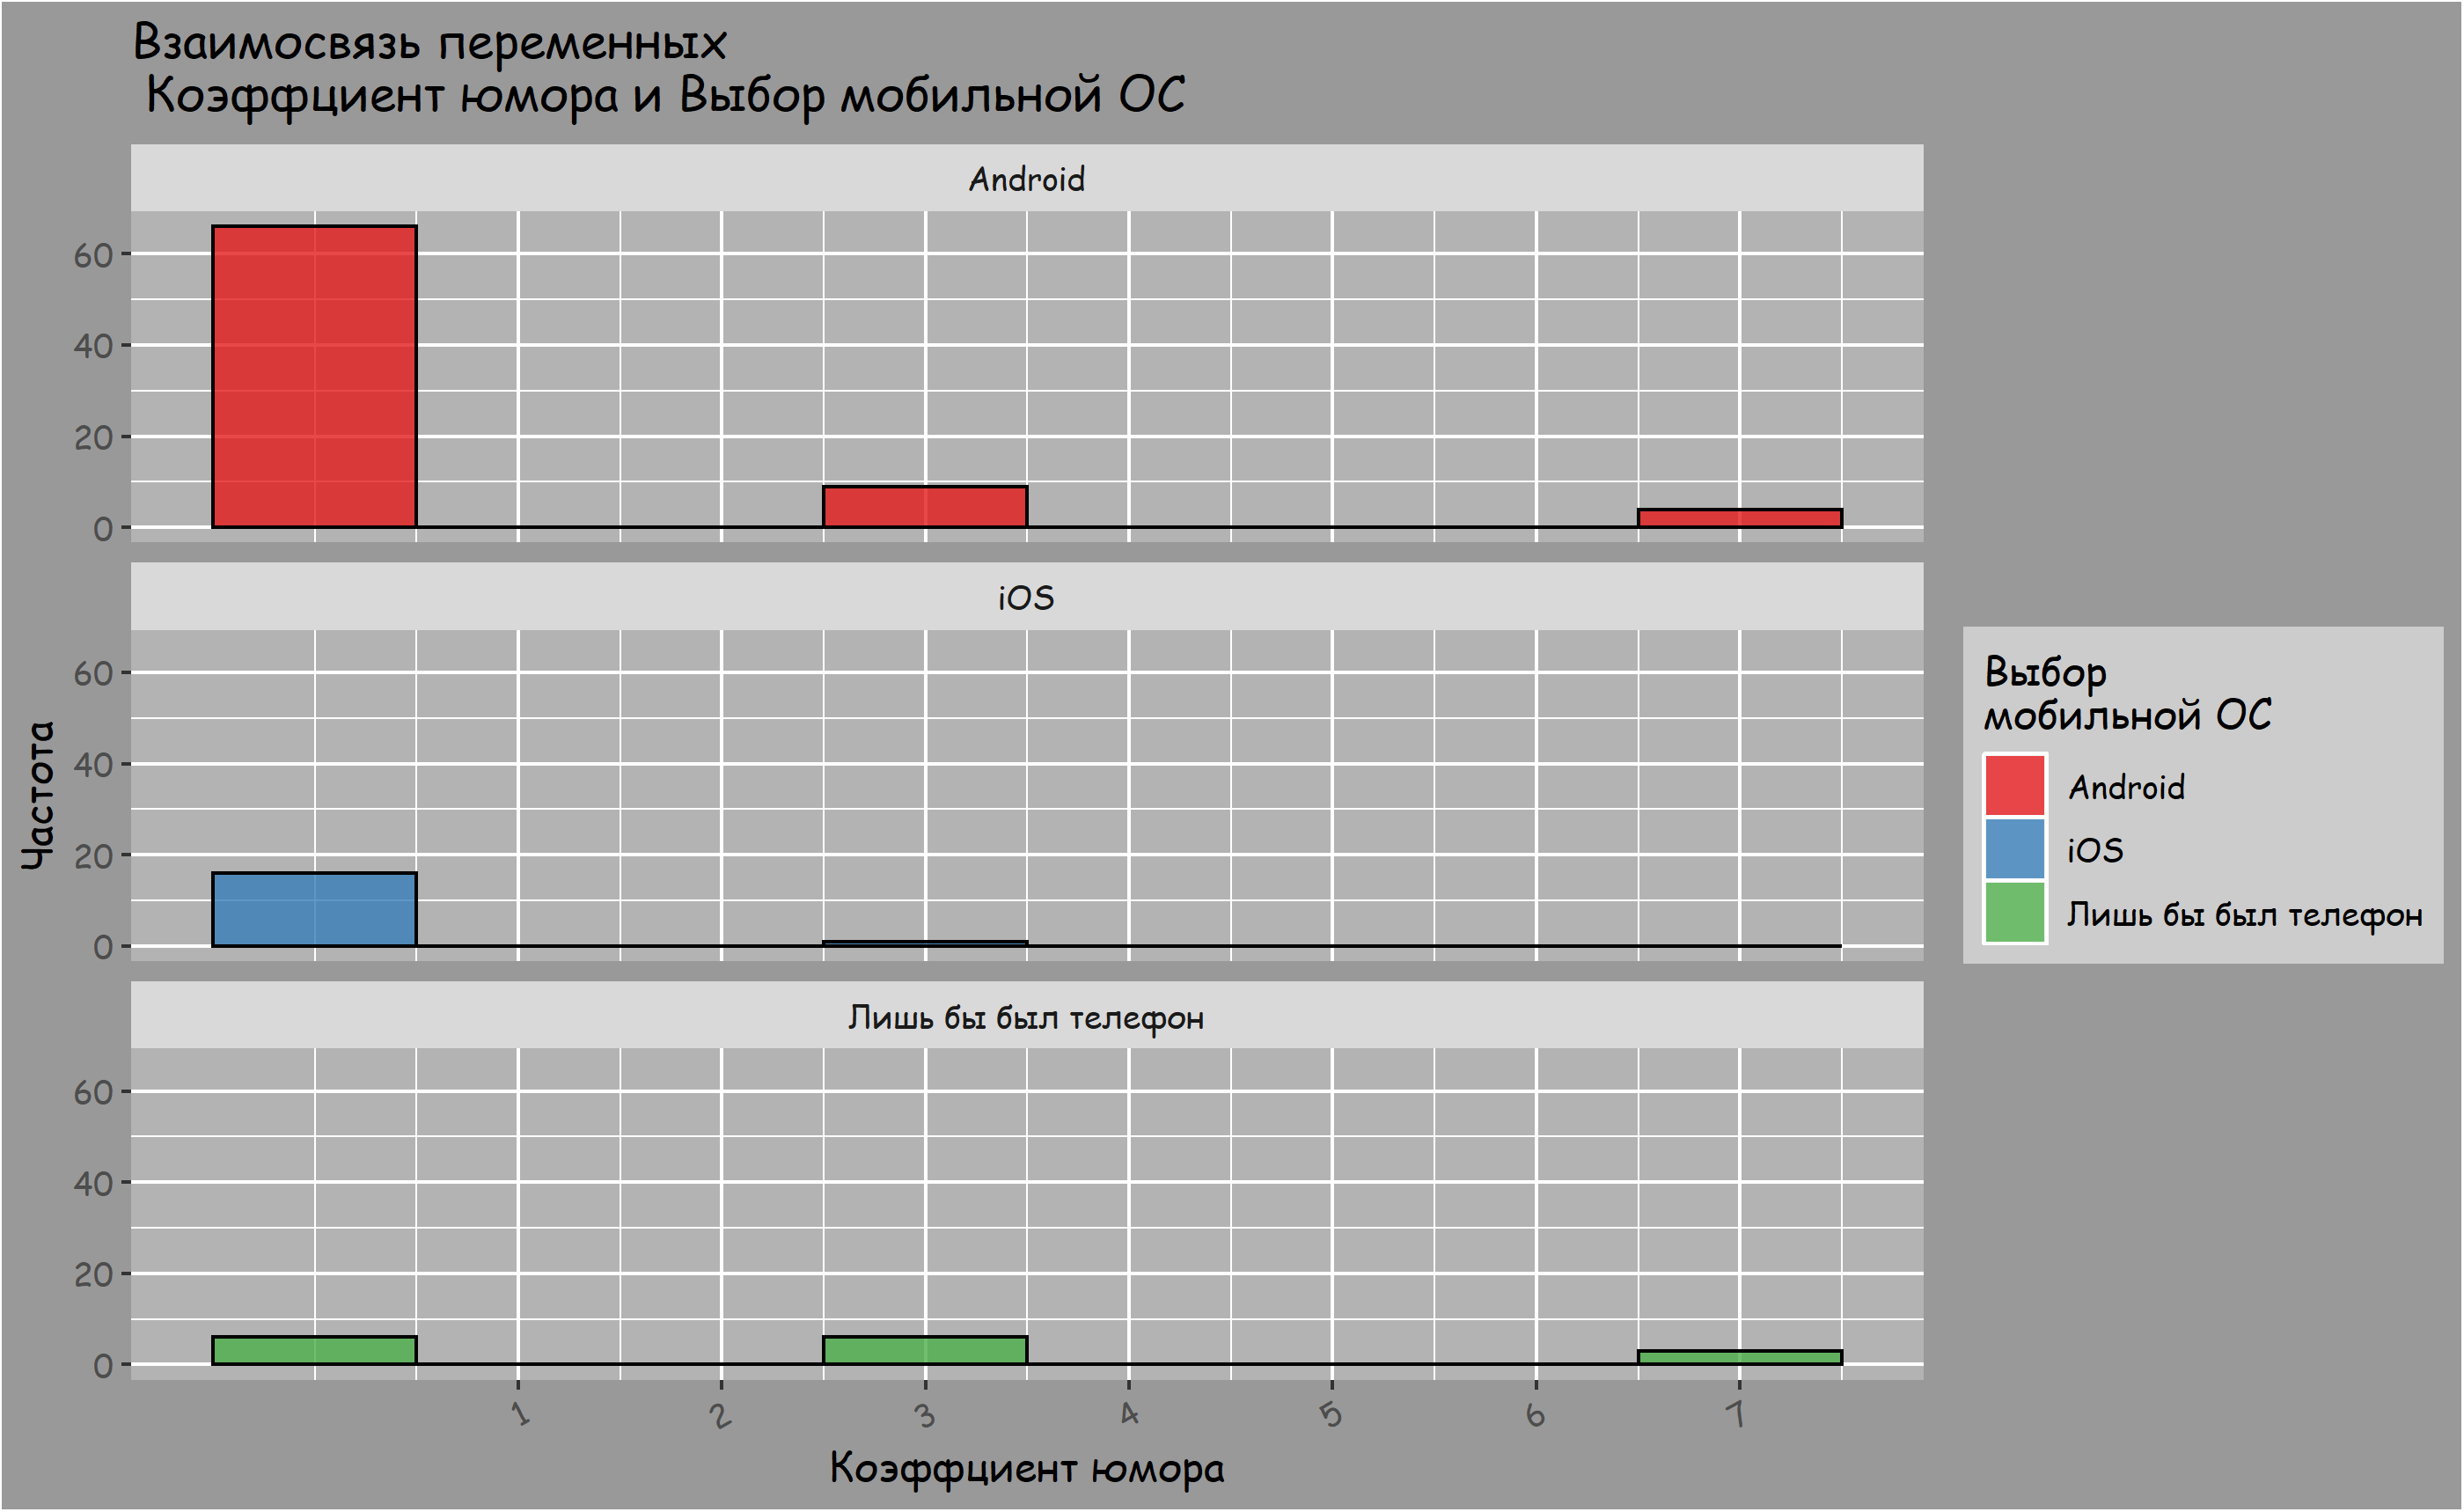 Взаимосвязь переменных
Коэффциент юмора и Выбор мобильной ОС
Android
60
40
20
0
iOS
60
40
20
0
Лишь бы был телефон
60
40
20
0
1 2 3 4 5 6 7
Коэффциент юмора
Частота
Выбор
мобильной ОС
Android
iOS
Лишь бы был телефон